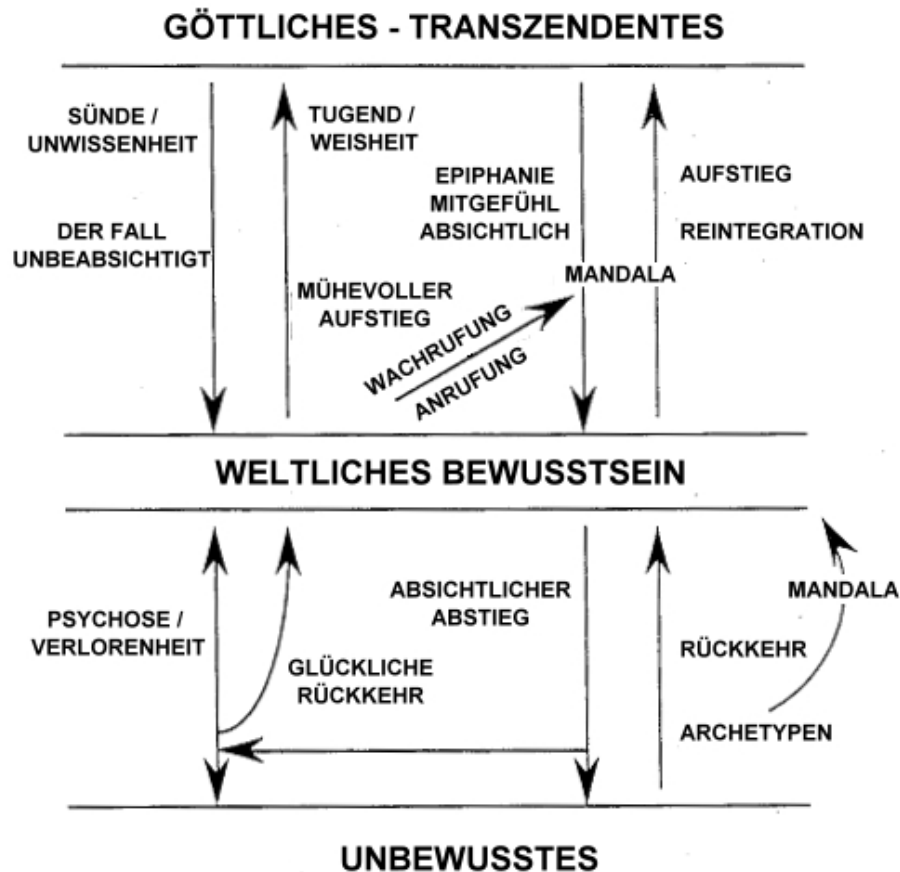 GÖTTLICHES - TRANSZENDENTES
SÜNDE /
UNWISSENHEIT
DER FALL
UNBEABSICHTIGT
TUGEND /
WEISHEIT
MÜHEVOLLER
AUFSTIEG
WACHRUFUNG
ANRUFUNG
EPIPHANIE
MITGEFÜHL
ABSICHTLICH
MANDALA
AUFSTIEG
REINTEGRATION
WELTLICHES BEWUSSTSEIN
PSYCHOSE /
VERLORENHEIT
GLÜCKLICHE
RÜCKKEHR
ABSICHTLICHER
ABSTIEG
RÜCKKEHR
ARCHETYPEN
MANDALA
UNBEWUSSTES